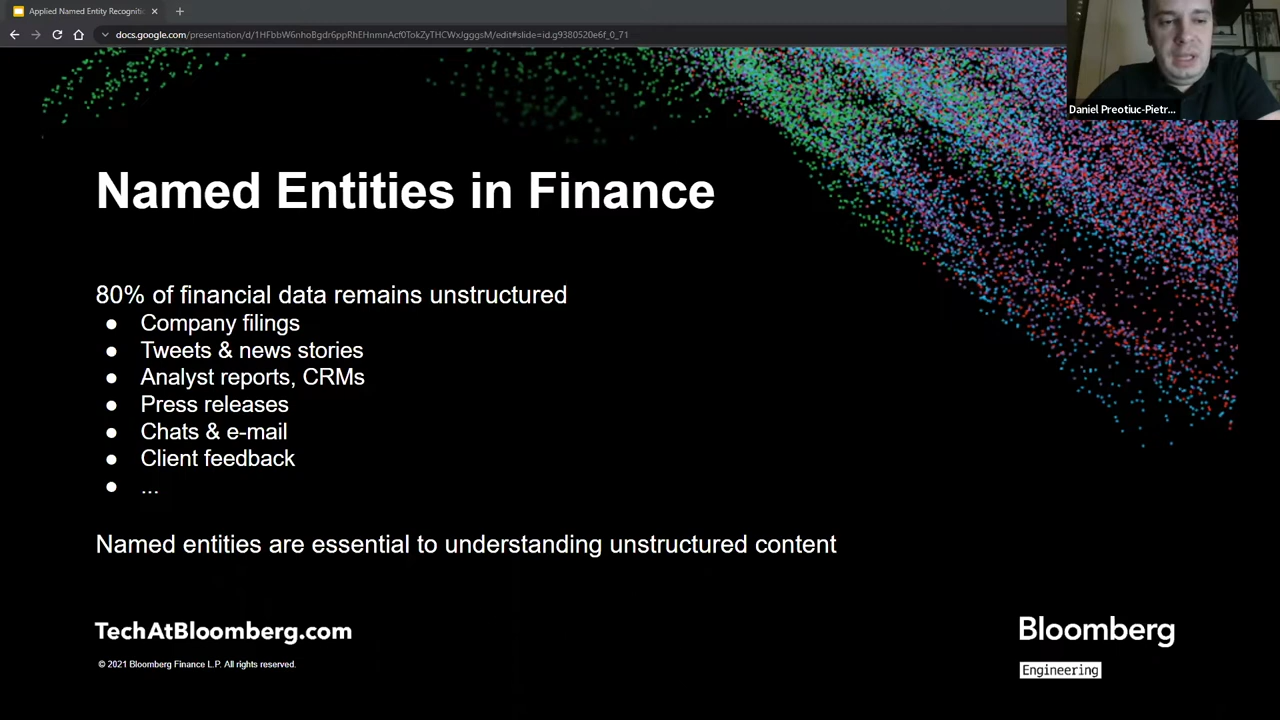 Applied Named Entity Recogniti
docs.google.com/presentation/d/1HFbbW6nhoBgdr6ppRhEHnmnAcf0TokZyTHCWxJgggsM/edit#slide=id.g9380520e6f_0_71
Daniel Preotiuc-Pietr...
Named Entities in Finance
80% of financial data remains unstructured
● Company filings
● Tweets & news stories
● Analyst reports, CRMs
● Press releases
● Chats & e-mail
● Client feedback
● ...
Named entities are essential to understanding unstructured content
TechAtBloomberg.com
© 2021 Bloomberg Finance L.P. All rights reserved.
Bloomberg
Engineering